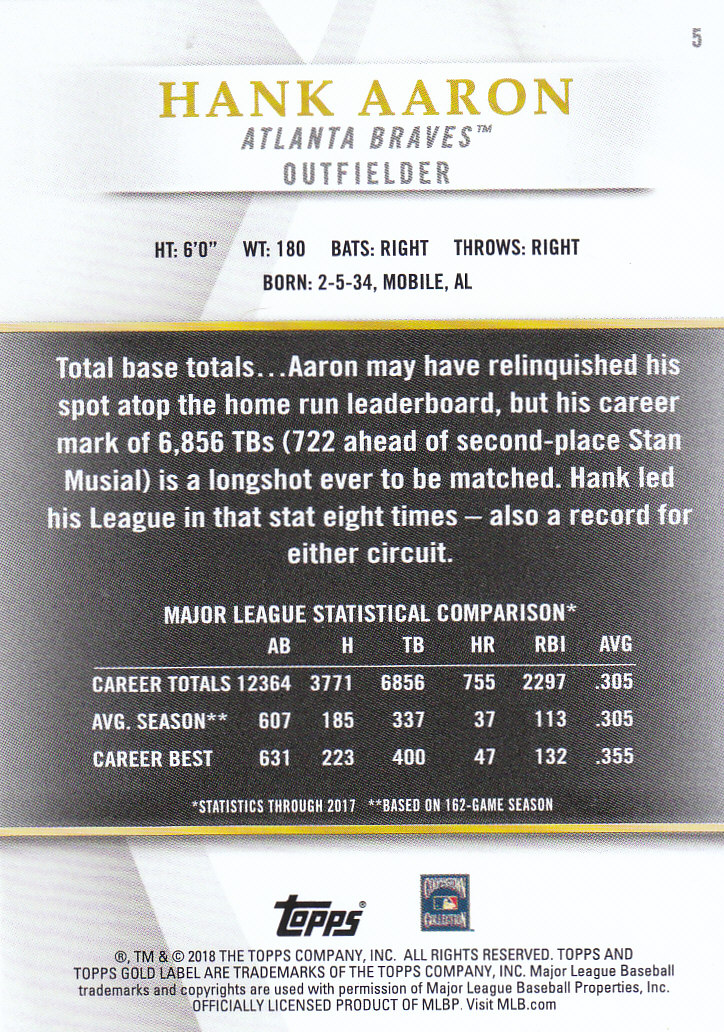 5
HANK AARON
ATLANTA BRAVES™
OUTFIELDER
HT: 6'0" WT: 180 BATS: RIGHT THROWS: RIGHT
BORN: 2-5-34, MOBILE, AL
Total base totals...Aaron may have relinquished his
spot atop the home run leaderboard, but his career
mark of 6,856 TBs (722 ahead of second-place Stan
Musial) is a longshot ever to be matched. Hank led
his League in that stat eight times – also a record for
either circuit.
MAJOR LEAGUE STATISTICAL COMPARISON*
AB H TB HR RBI AVG
CAREER TOTALS 12364 3771 6856 755 2297 .305
AVG. SEASON** 607 185 337 37 113 .305
CAREER BEST 631 223 400 47 132 .355
*STATISTICS THROUGH 2017 **BASED ON 162-GAME SEASON
Topps®
COOPERSTOWN
COLLECTION
®, TM & © 2018 THE TOPPS COMPANY, INC. ALL RIGHTS RESERVED. TOPPS AND
TOPPS GOLD LABEL ARE TRADEMARKS OF THE TOPPS COMPANY, INC. Major League Baseball
trademarks and copyrights are used with permission of Major League Baseball Properties, Inc.
OFFICIALLY LICENSED PRODUCT OF MLBP. Visit MLB.com